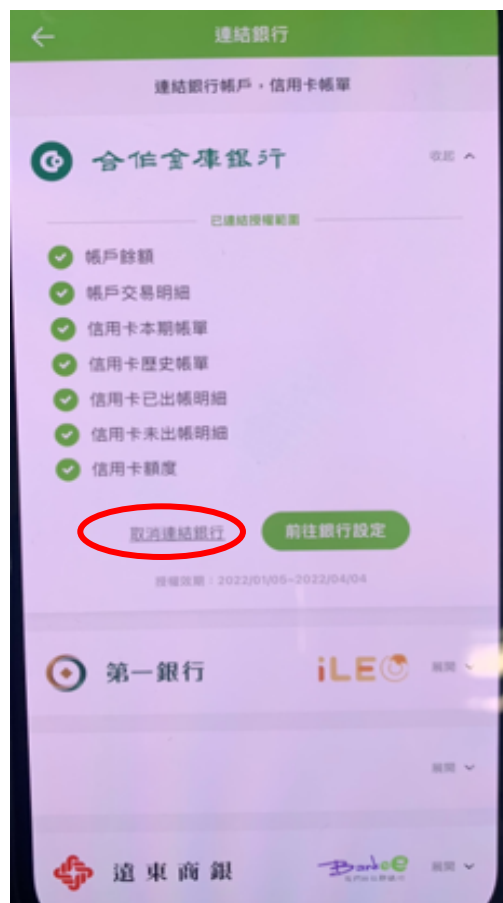 連結銀行
連結銀行帳戶，信用卡帳單
合作金庫銀行 收起
已連結授權範圍
帳戶餘額
帳戶交易明細
信用卡本期帳單
信用卡歷史帳單
信用卡已出帳明細
信用卡未出帳明細
信用卡額度
取消連結銀行 前往銀行設定
授權效期：2022/01/05~2022/04/04
第一銀行 iLEO 展開
展開
遠東商銀 Bankee 展開